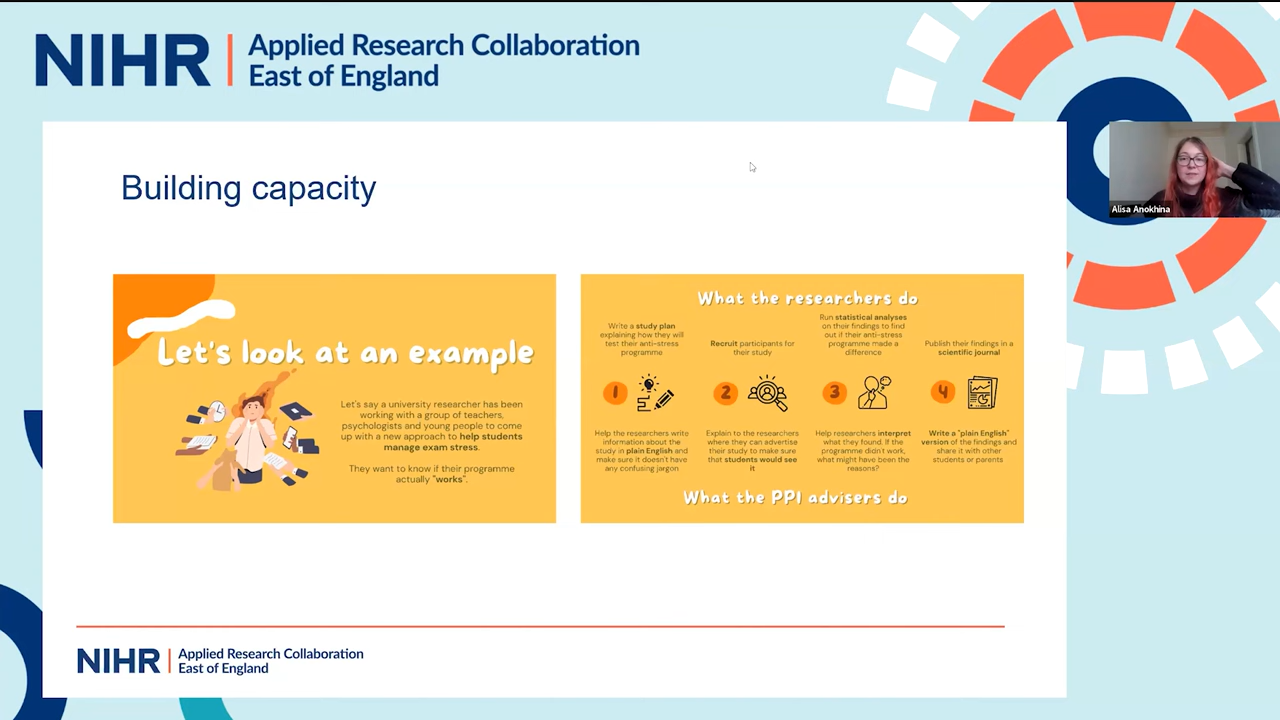 NIHR
Applied Research Collaboration
East of England
Alisa Anokhina
Building capacity
Let's look at an example
Let's say a university researcher has been
working with a group of teachers,
psychologists and young people to come
up with a new approach to help students
manage exam stress.
They want to know if their programme
actually "works".
What the researchers do
Write a study plan
explaining how they will
test their anti-stress
programme
Recruit participants for
their study
Run statistical analyses
on their findings to find
out if their anti-stress
programme made a
difference
Publish their findings in a
scientific journal
1
2
3
4
Help the researchers write
information about the
study in plain English and
make sure it doesn't have
any confusing jargon
Explain to the researchers
where they can advertise
their study to make sure
that students would see
it
Help researchers interpret
what they found. If the
programme didn't work,
what might have been the
reasons?
Write a "plain English"
version of the findings and
share it with other
students or parents
What the PPI advisers do
NIHR
Applied Research Collaboration
East of England